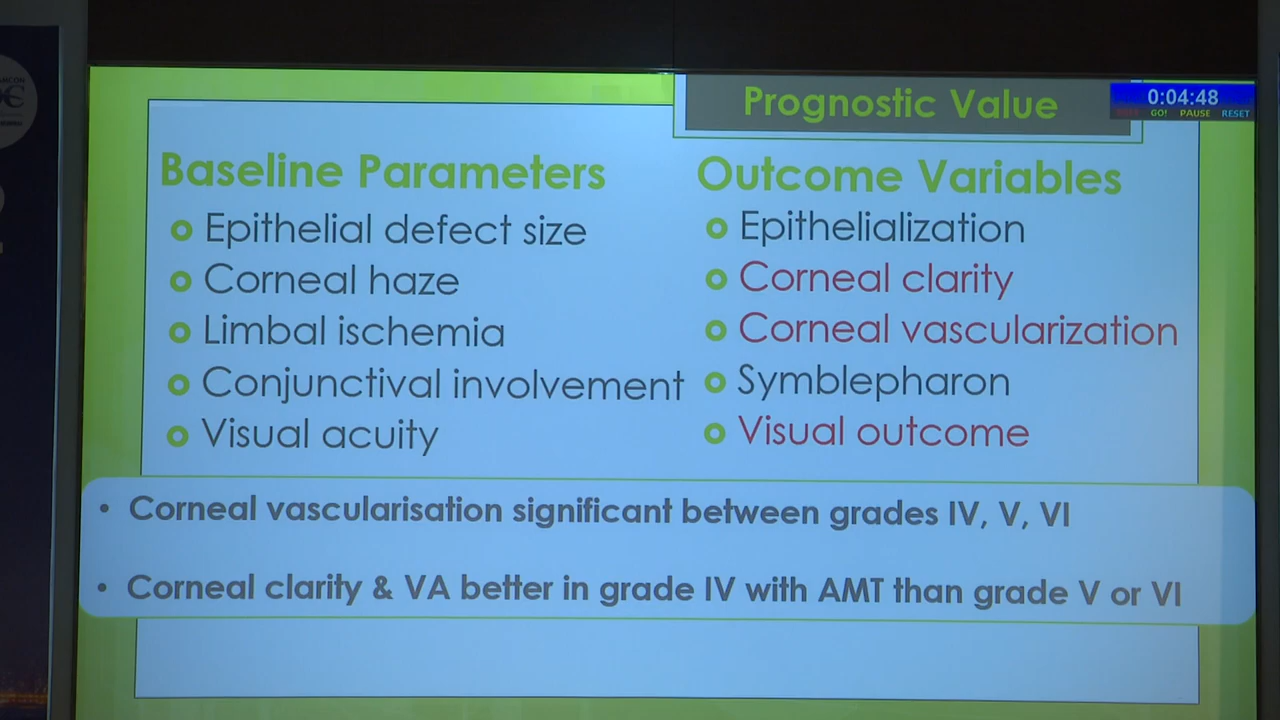 Prognostic Value
0:04:48
GO! PAUSE RESET
Baseline Parameters
Epithelial defect size
Corneal haze
Limbal ischemia
Conjunctival involvement
Visual acuity
Outcome Variables
Epithelialization
Corneal clarity
Corneal vascularization
Symblepharon
Visual outcome
• Corneal vascularisation significant between grades IV, V, VI
• Corneal clarity & VA better in grade IV with AMT than grade V or VI